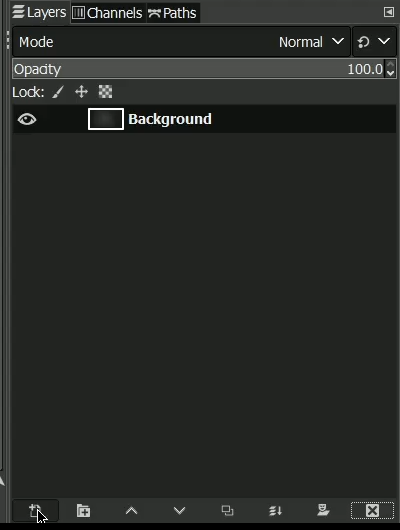 Layers Channels Paths
Mode Normal
Opacity 100.0
Lock:
Background